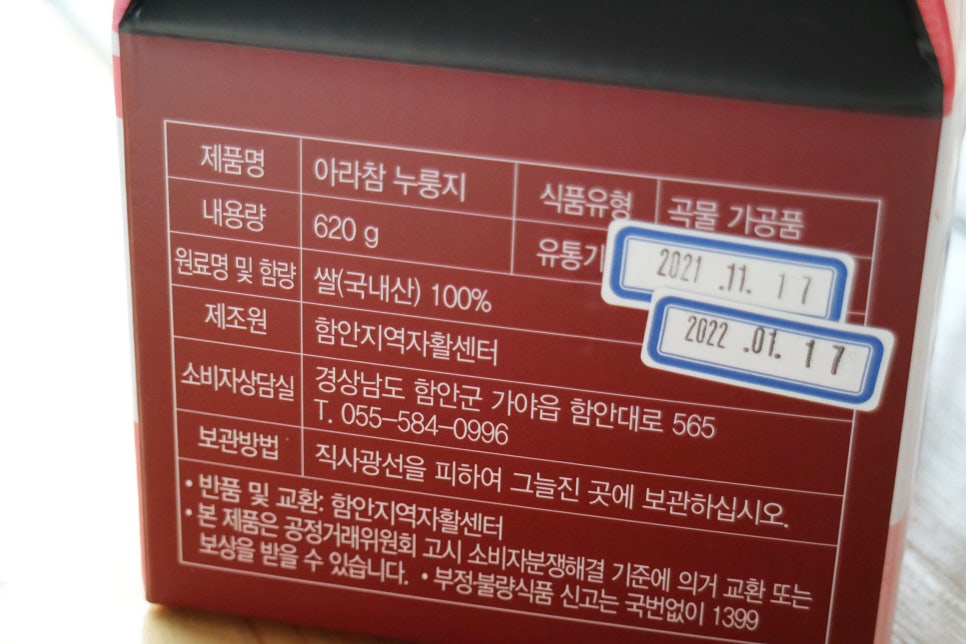 제품명 아라참 누룽지 식품유형 곡물 가공품
내용량 620 g 유통기 2021 .11. 17
2022 .01. 17
원료명 및 함량 쌀(국내산) 100%
제조원 함안지역자활센터
소비자상담실 경상남도 함안군 가야읍 함안대로 565
T. 055-584-0996
보관방법 직사광선을 피하여 그늘진 곳에 보관하십시오.
• 반품 및 교환: 함안지역자활센터
• 본 제품은 공정거래위원회 고시 소비자분쟁해결 기준에 의거 교환 또는
보상을 받을 수 있습니다. • 부정·불량식품 신고는 국번없이 1399